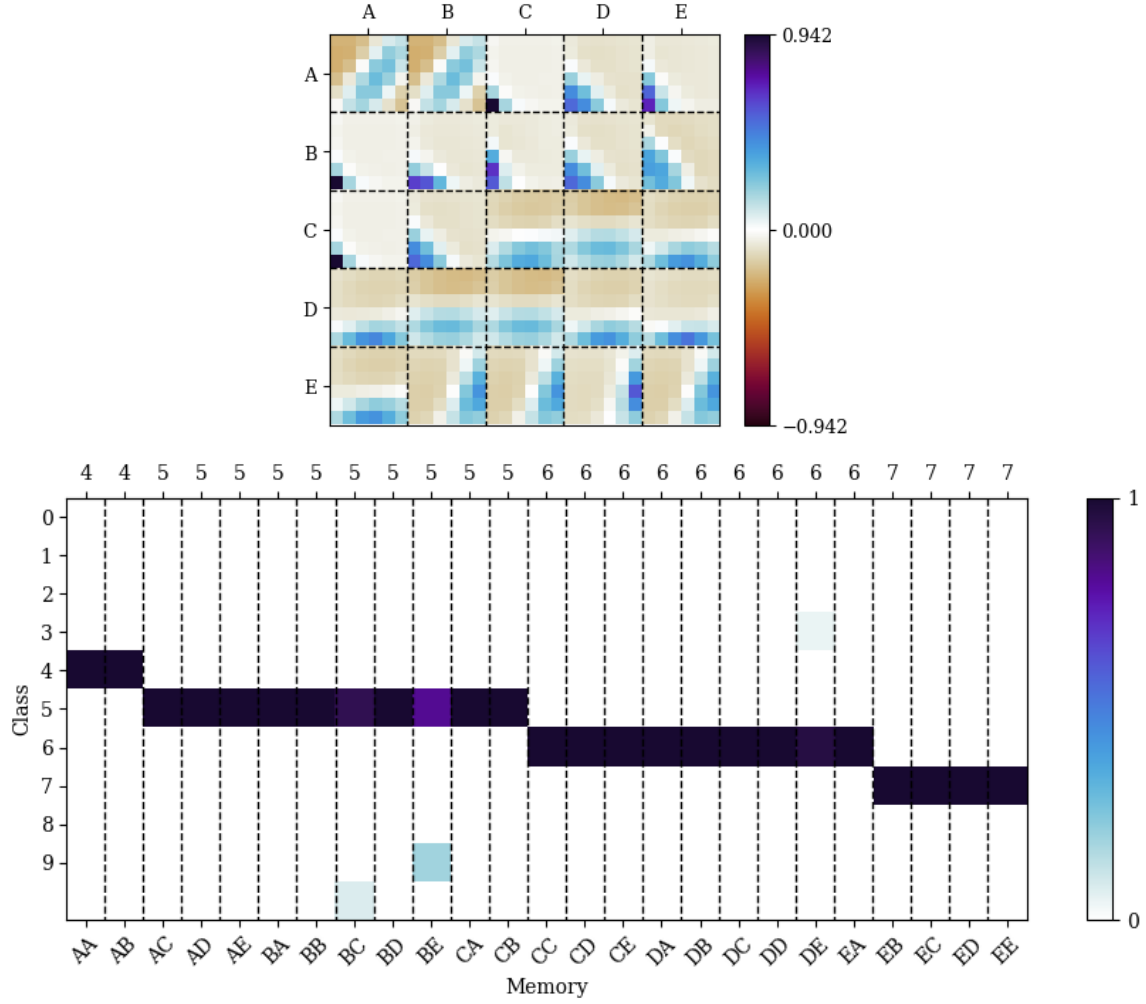 A B C D E
A
B
C
D
E
0.942
0.000
−0.942
4 4 5 5 5 5 5 5 5 5 5 5 6 6 6 6 6 6 6 6 6 7 7 7 7
Class
0
1
2
3
4
5
6
7
8
9
1
0
AA AB AC AD AE BA BB BC BD BE CA CB CC CD CE DA DB DC DD DE EA EB EC ED EE
Memory